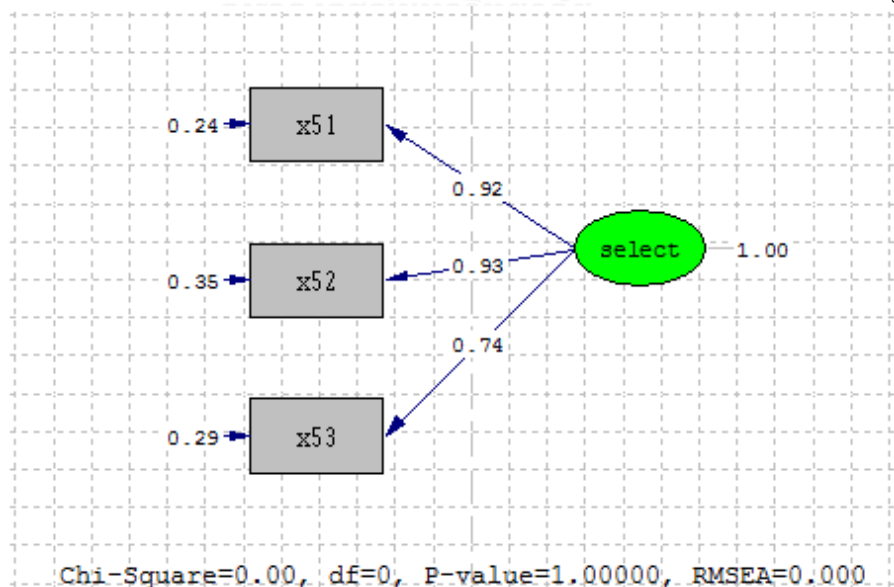 0.24
x51
0.92
select
1.00
0.35
x52
0.93
0.74
0.29
x53
Chi-Square=0.00, df=0, P-value=1.00000, RMSEA=0.000